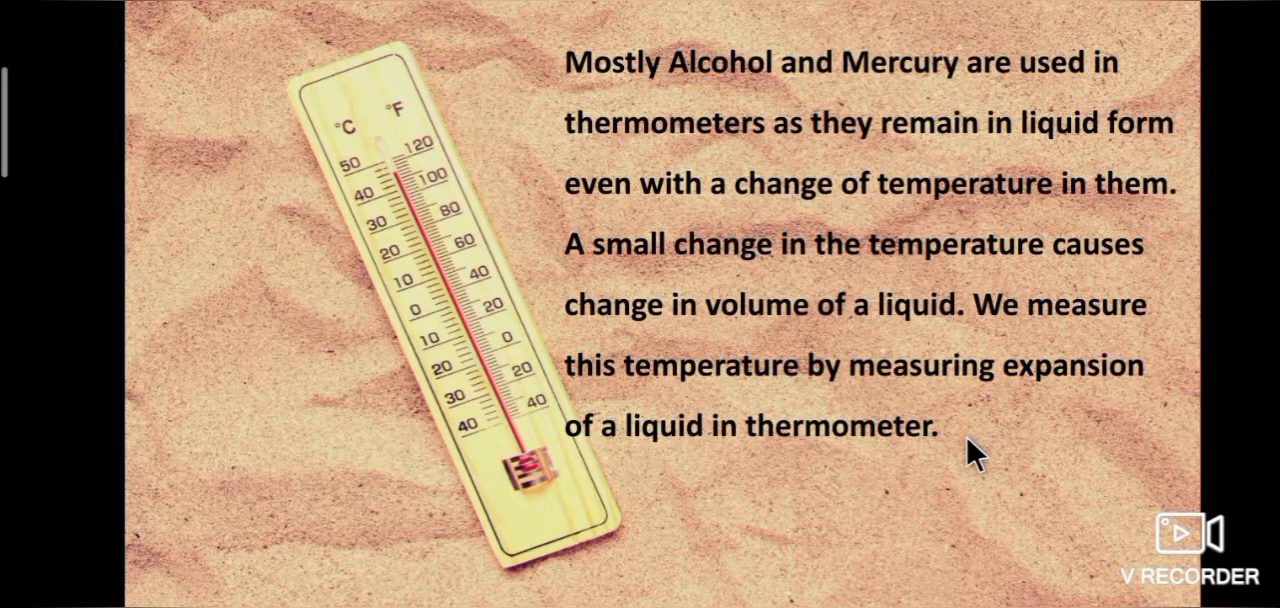 Mostly Alcohol and Mercury are used in
thermometers as they remain in liquid form
even with a change of temperature in them.
A small change in the temperature causes
change in volume of a liquid. We measure
this temperature by measuring expansion
of a liquid in thermometer.
°C °F
50 120
40 100
30 80
20 60
10 40
0 20
10 0
20 20
30 40
40
V RECORDER